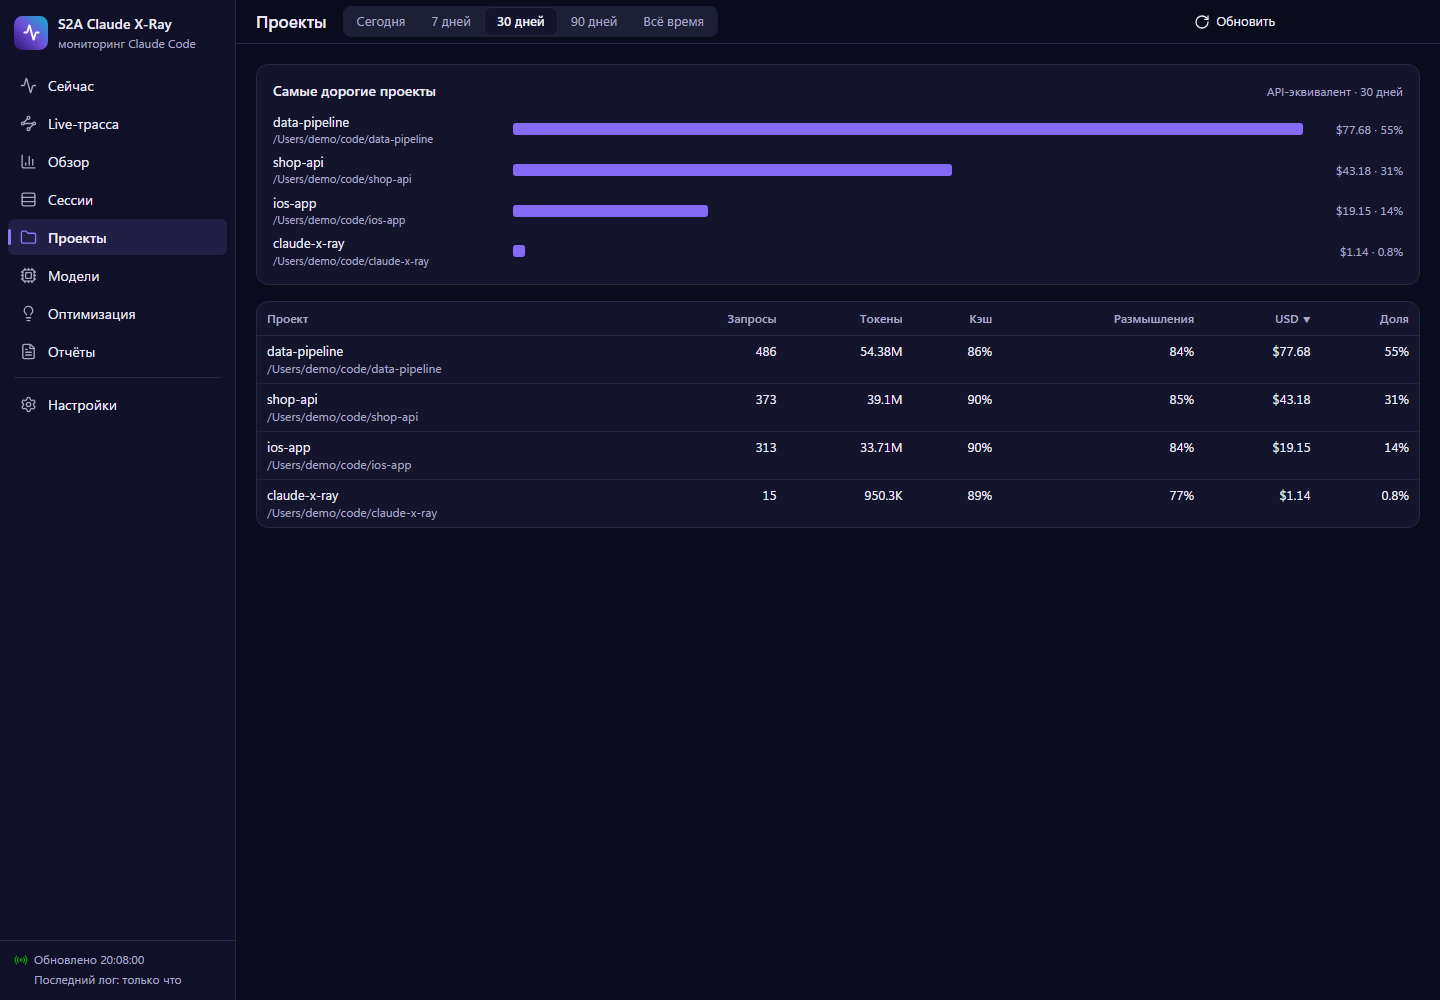 S2A Claude X-Ray
мониторинг Claude Code
Сейчас
Live-трасса
Обзор
Сессии
Проекты
Модели
Оптимизация
Отчёты
Настройки
Обновлено 20:08:00
Последний лог: только что
Проекты
Сегодня 7 дней 30 дней 90 дней Всё время
Обновить
Самые дорогие проекты API-эквивалент · 30 дней
data-pipeline
/Users/demo/code/data-pipeline
$77.68 · 55%
shop-api
/Users/demo/code/shop-api
$43.18 · 31%
ios-app
/Users/demo/code/ios-app
$19.15 · 14%
claude-x-ray
/Users/demo/code/claude-x-ray
$1.14 · 0.8%
Проект Запросы Токены Кэш Размышления USD ▼ Доля
data-pipeline 486 54.38M 86% 84% $77.68 55%
/Users/demo/code/data-pipeline
shop-api 373 39.1M 90% 85% $43.18 31%
/Users/demo/code/shop-api
ios-app 313 33.71M 90% 84% $19.15 14%
/Users/demo/code/ios-app
claude-x-ray 15 950.3K 89% 77% $1.14 0.8%
/Users/demo/code/claude-x-ray